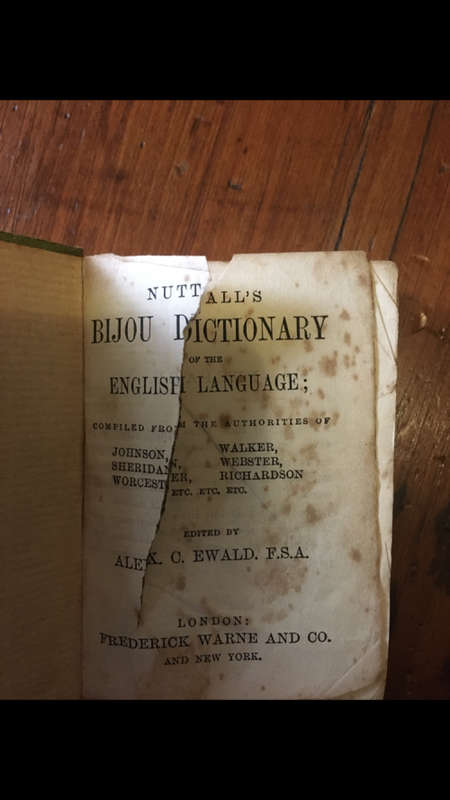 NUTTALL'S
BIJOU DICTIONARY
OF THE
ENGLISH LANGUAGE;
COMPILED FROM THE AUTHORITIES OF
JOHNSON, WALKER,
SHERIDAN, WEBSTER,
WORCESTER, RICHARDSON
ETC. ETC. ETC.
EDITED BY
ALEX. C. EWALD. F.S.A.
LONDON:
FREDERICK WARNE AND CO.
AND NEW YORK.